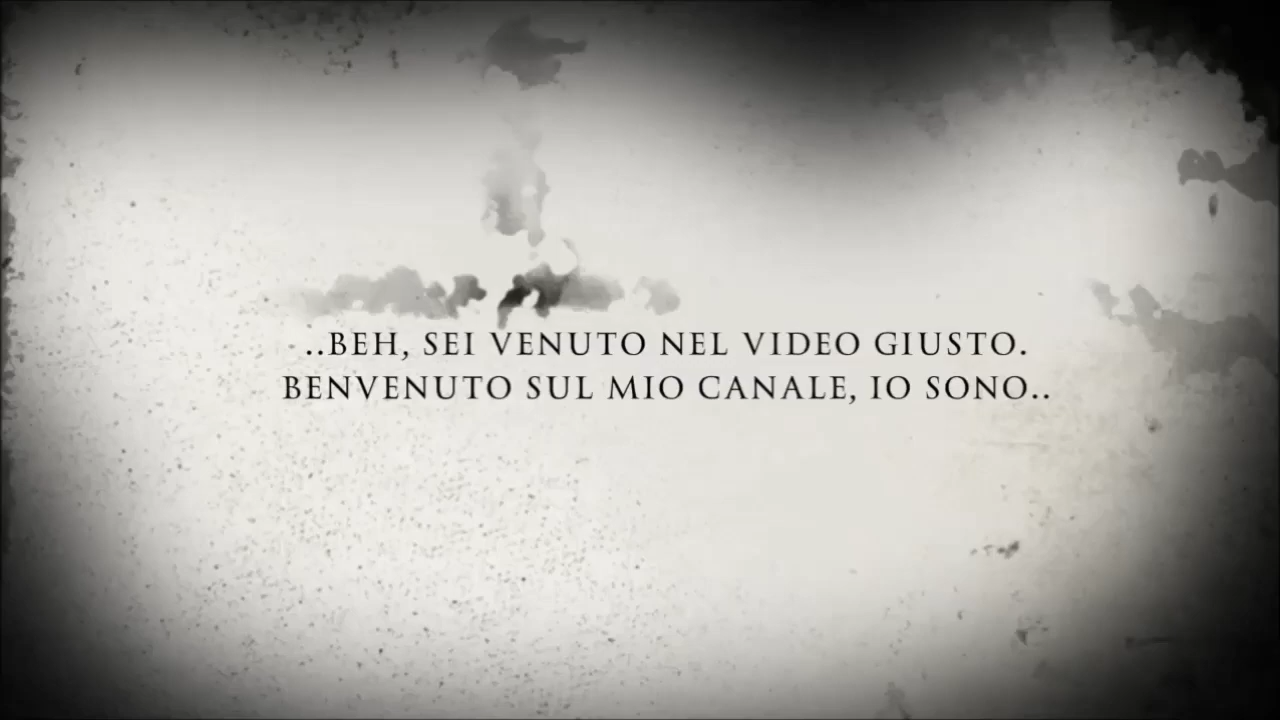 ..BEH, SEI VENUTO NEL VIDEO GIUSTO.
BENVENUTO SUL MIO CANALE, IO SONO..